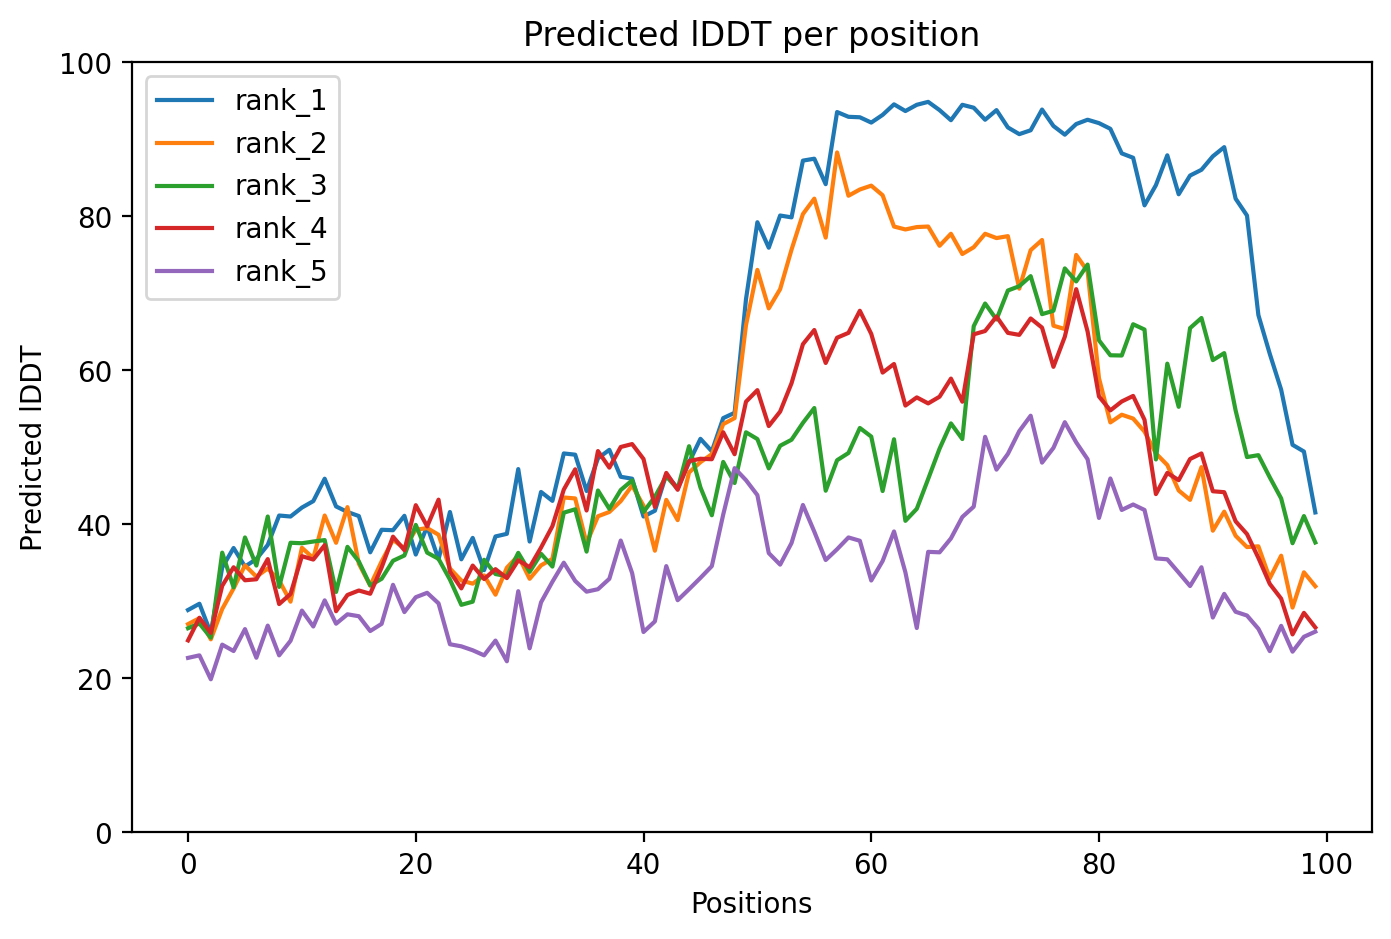 Predicted lDDT per position
100
80
60
40
20
0
Predicted lDDT
rank_1
rank_2
rank_3
rank_4
rank_5
0 20 40 60 80 100
Positions